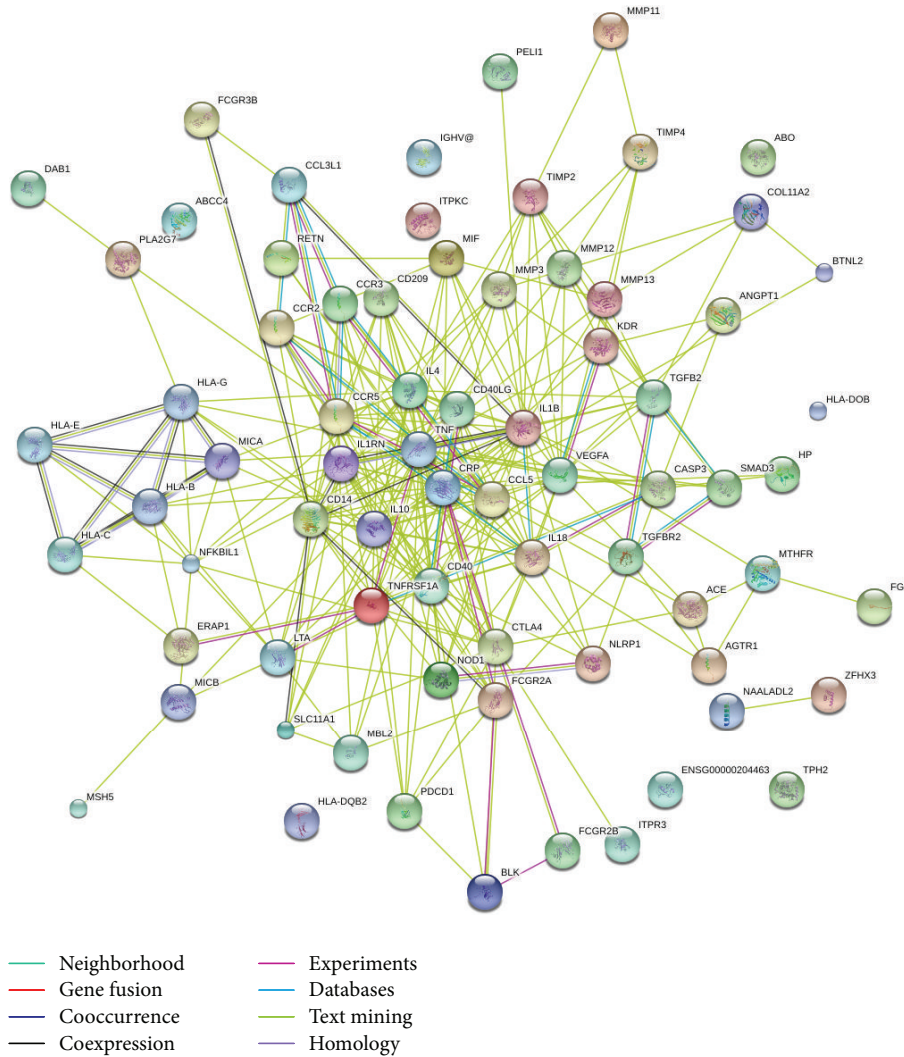 MMP11
PELI1
FCGR3B
TIMP4
IGHV@
ABO
CCL3L1
DAB1
TIMP2
COL11A2
ABCC4
ITPKC
PLA2G7
RETN
MIF
MMP12
BTNL2
CCR3
CD209
MMP3
MMP13
ANGPT1
CCR2
KDR
HLA-G
IL4
CD40LG
TGFB2
CCR5
IL1B
HLA-DOB
HLA-E
MICA
TNF
IL1RN
VEGFA
HP
CRP
CASP3
SMAD3
HLA-B
CD14
CCL5
IL10
HLA-C
IL18
TGFBR2
NFKBIL1
CD40
MTHFR
TNFRSF1A
ACE
FG
ERAP1
LTA
CTLA4
NLRP1
AGTR1
NOD1
ZFHX3
MICB
FCGR2A
NAALADL2
SLC11A1
MBL2
ENSG00000204463
TPH2
MSH5
PDCD1
HLA-DQB2
ITPR3
FCGR2B
BLK
Neighborhood
Gene fusion
Cooccurrence
Coexpression
Experiments
Databases
Text mining
Homology